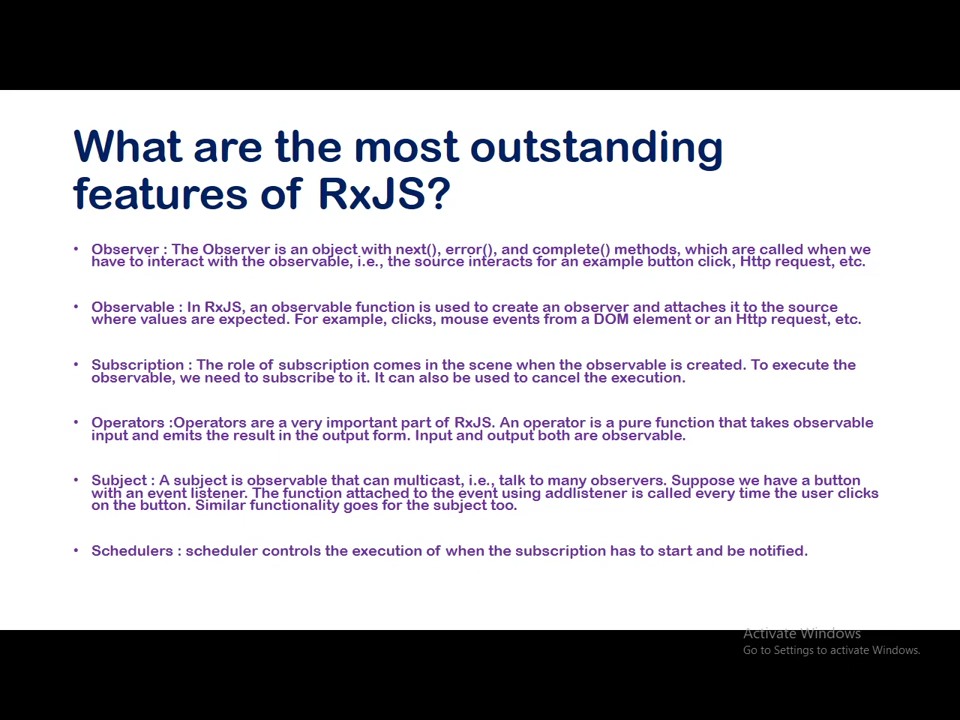 What are the most outstanding
features of RxJS?
• Observer : The Observer is an object with next(), error(), and complete() methods, which are called when we
have to interact with the observable, i.e., the source interacts for an example button click, Http request, etc.
• Observable : In RxJS, an observable function is used to create an observer and attaches it to the source
where values are expected. For example, clicks, mouse events from a DOM element or an Http request, etc.
• Subscription : The role of subscription comes in the scene when the observable is created. To execute the
observable, we need to subscribe to it. It can also be used to cancel the execution.
• Operators :Operators are a very important part of RxJS. An operator is a pure function that takes observable
input and emits the result in the output form. Input and output both are observable.
• Subject : A subject is observable that can multicast, i.e., talk to many observers. Suppose we have a button
with an event listener. The function attached to the event using addlistener is called every time the user clicks
on the button. Similar functionality goes for the subject too.
• Schedulers : scheduler controls the execution of when the subscription has to start and be notified.
Activate Windows
Go to Settings to activate Windows.